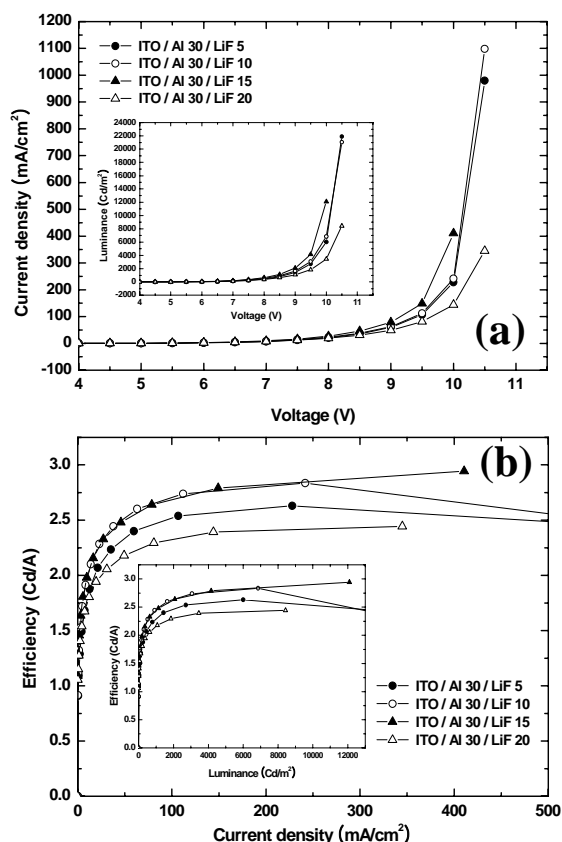 (a)
1200
1100
1000
900
800
700
600
500
400
300
200
100
0
-100
Current density (mA/cm²)
ITO / Al 30 / LiF 5
ITO / Al 30 / LiF 10
ITO / Al 30 / LiF 15
ITO / Al 30 / LiF 20
24000
22000
20000
18000
16000
14000
12000
10000
8000
6000
4000
2000
0
-2000
Luminance (Cd/m²)
4 5 6 7 8 9 10 11
Voltage (V)
(a)
4 5 6 7 8 9 10 11
Voltage (V)
(b)
3.0
2.5
2.0
1.5
1.0
0.5
0.0
Efficiency (Cd/A)
3.0
2.5
2.0
1.5
1.0
0.5
0.0
Efficiency (Cd/A)
0 2000 4000 6000 8000 10000 12000
Luminance (Cd/m²)
ITO / Al 30 / LiF 5
ITO / Al 30 / LiF 10
ITO / Al 30 / LiF 15
ITO / Al 30 / LiF 20
0 100 200 300 400 500
Current density (mA/cm²)